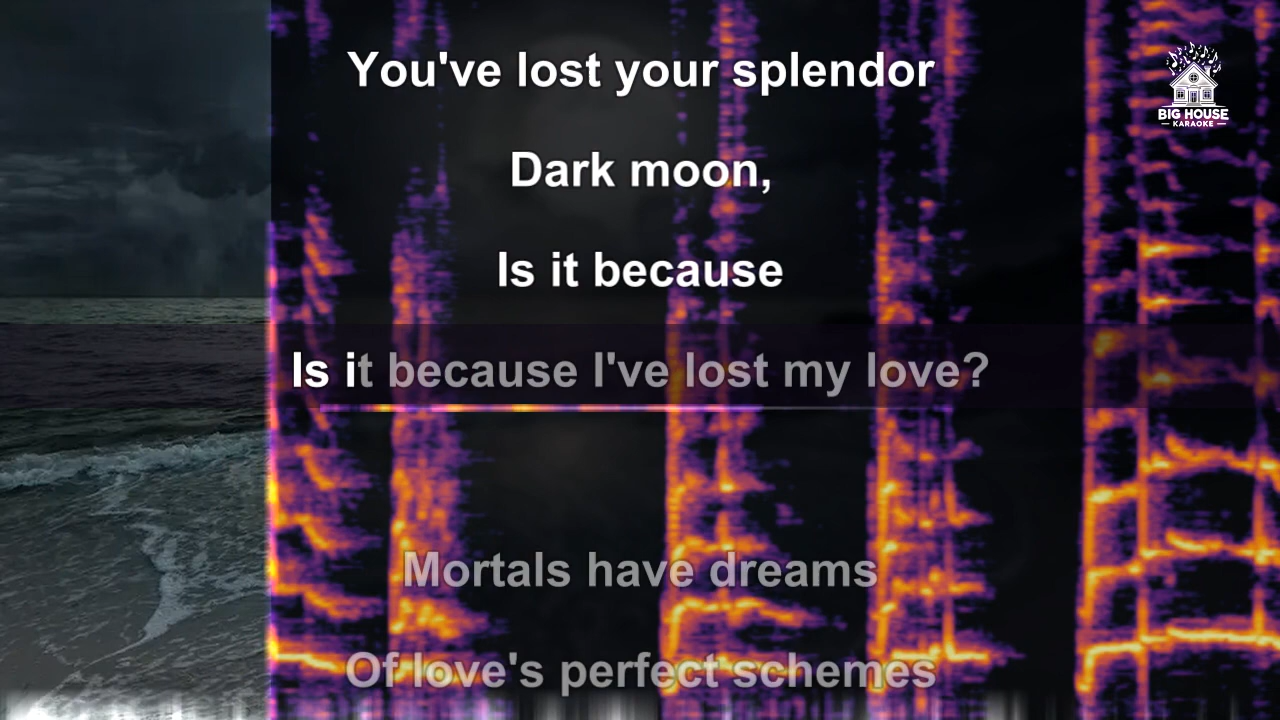 You've lost your splendor
BIG HOUSE
KARAOKE
Dark moon,
Is it because
Is it because I've lost my love?
Mortals have dreams
Of love's perfect schemes